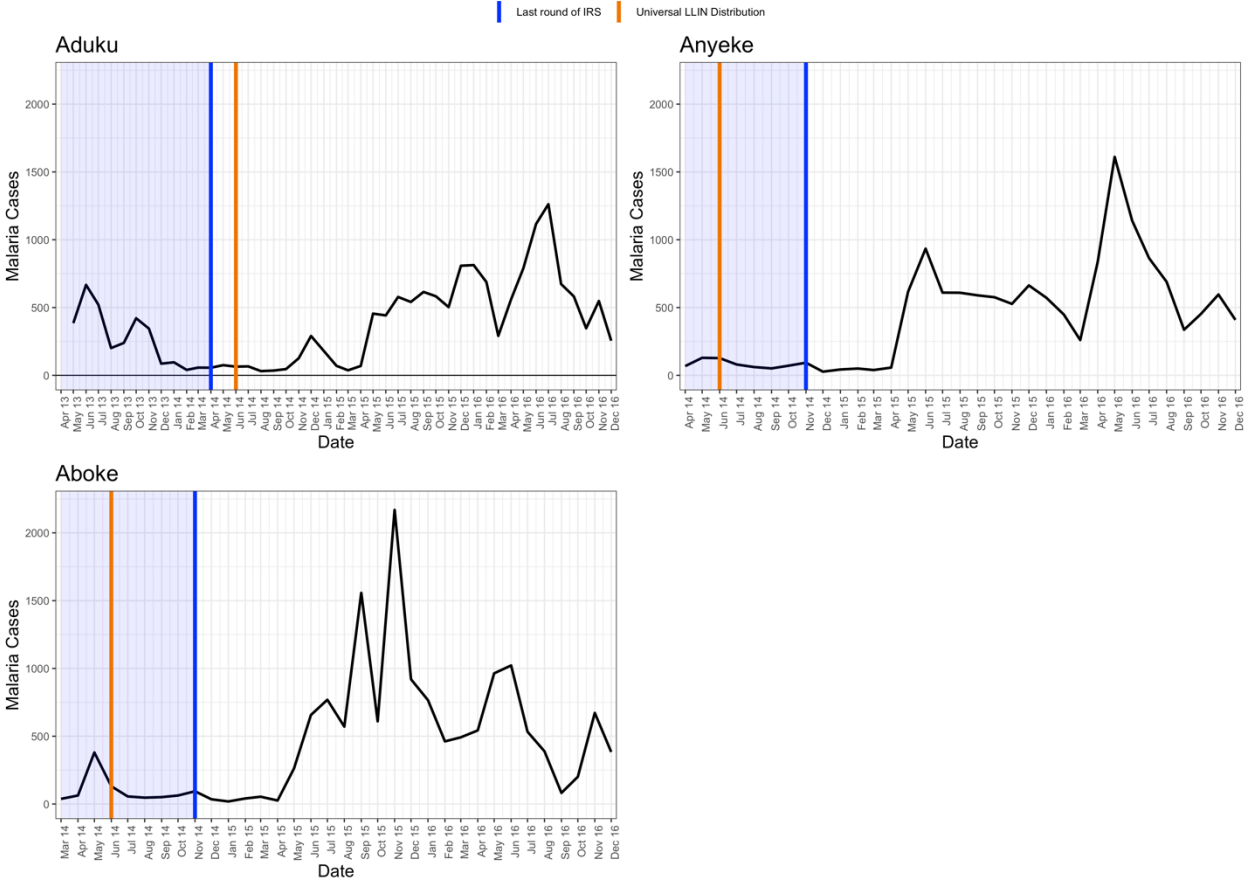 Last round of IRS
Universal LLIN Distribution
Aduku
Malaria Cases
2000
1500
1000
500
0
Apr 13
May 13
Jun 13
Jul 13
Aug 13
Sep 13
Oct 13
Nov 13
Dec 13
Jan 14
Feb 14
Mar 14
Apr 14
May 14
Jun 14
Jul 14
Aug 14
Sep 14
Oct 14
Nov 14
Dec 14
Jan 15
Feb 15
Mar 15
Apr 15
May 15
Jun 15
Jul 15
Aug 15
Sep 15
Oct 15
Nov 15
Dec 15
Jan 16
Feb 16
Mar 16
Apr 16
May 16
Jun 16
Jul 16
Aug 16
Sep 16
Oct 16
Nov 16
Dec 16
Date
Anyeke
Malaria Cases
2000
1500
1000
500
0
Apr 14
May 14
Jun 14
Jul 14
Aug 14
Sep 14
Oct 14
Nov 14
Dec 14
Jan 15
Feb 15
Mar 15
Apr 15
May 15
Jun 15
Jul 15
Aug 15
Sep 15
Oct 15
Nov 15
Dec 15
Jan 16
Feb 16
Mar 16
Apr 16
May 16
Jun 16
Jul 16
Aug 16
Sep 16
Oct 16
Nov 16
Dec 16
Date
Aboke
Malaria Cases
2000
1500
1000
500
0
Mar 14
Apr 14
May 14
Jun 14
Jul 14
Aug 14
Sep 14
Oct 14
Nov 14
Dec 14
Jan 15
Feb 15
Mar 15
Apr 15
May 15
Jun 15
Jul 15
Aug 15
Sep 15
Oct 15
Nov 15
Dec 15
Jan 16
Feb 16
Mar 16
Apr 16
May 16
Jun 16
Jul 16
Aug 16
Sep 16
Oct 16
Nov 16
Dec 16
Date